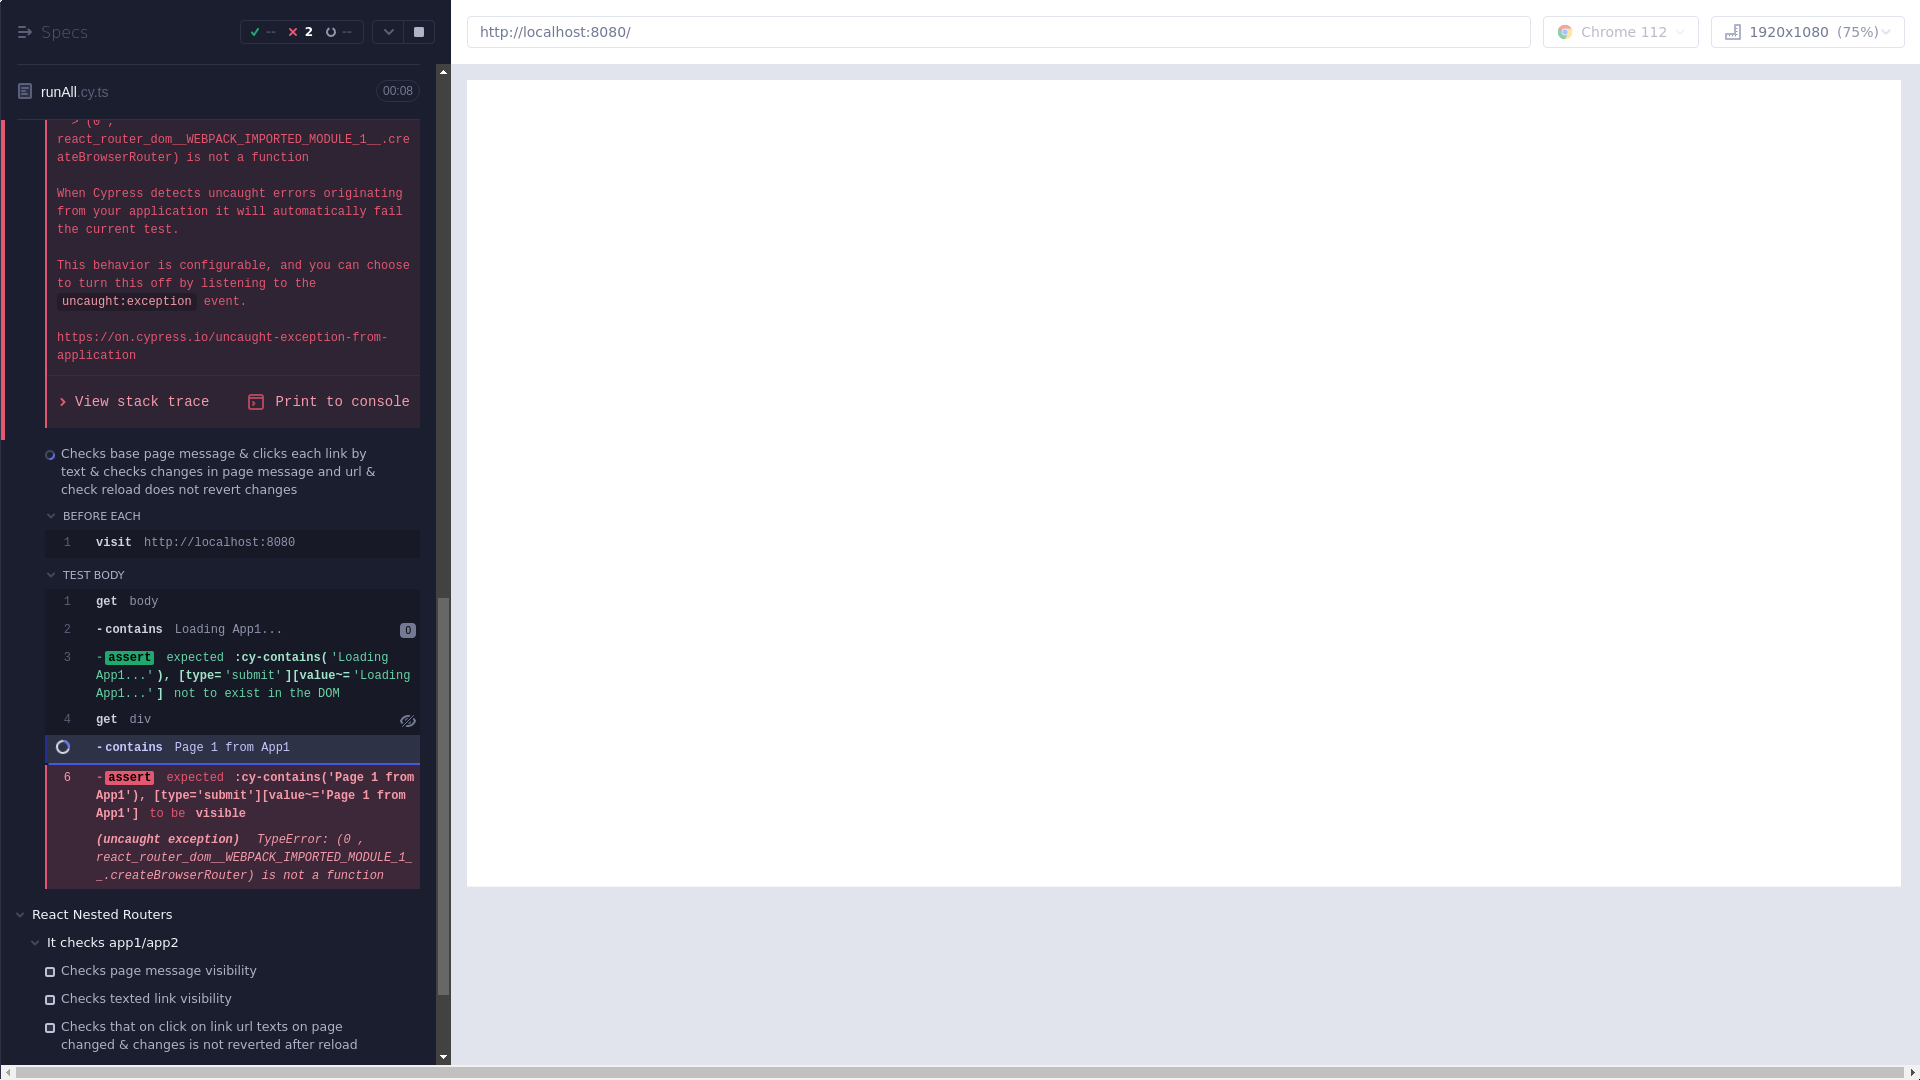 Specs
--
2
--
http://localhost:8080/
Chrome 112
1920x1080 (75%)
runAll.cy.ts
00:08
> (0 ,
react_router_dom__WEBPACK_IMPORTED_MODULE_1__.cre
ateBrowserRouter) is not a function
When Cypress detects uncaught errors originating
from your application it will automatically fail
the current test.
This behavior is configurable, and you can choose
to turn this off by listening to the
uncaught:exception event.
https://on.cypress.io/uncaught-exception-from-
application
View stack trace
Print to console
Checks base page message & clicks each link by
text & checks changes in page message and url &
check reload does not revert changes
BEFORE EACH
1 visit http://localhost:8080
TEST BODY
1 get body
2 -contains Loading App1... 0
3 -assert expected :cy-contains('Loading
App1...'), [type='submit'][value~='Loading
App1...'] not to exist in the DOM
4 get div
-contains Page 1 from App1
6 -assert expected :cy-contains('Page 1 from
App1'), [type='submit'][value~='Page 1 from
App1'] to be visible
(uncaught exception) TypeError: (0 ,
react_router_dom__WEBPACK_IMPORTED_MODULE_1_
_.createBrowserRouter) is not a function
React Nested Routers
It checks app1/app2
Checks page message visibility
Checks texted link visibility
Checks that on click on link url texts on page
changed & changes is not reverted after reload